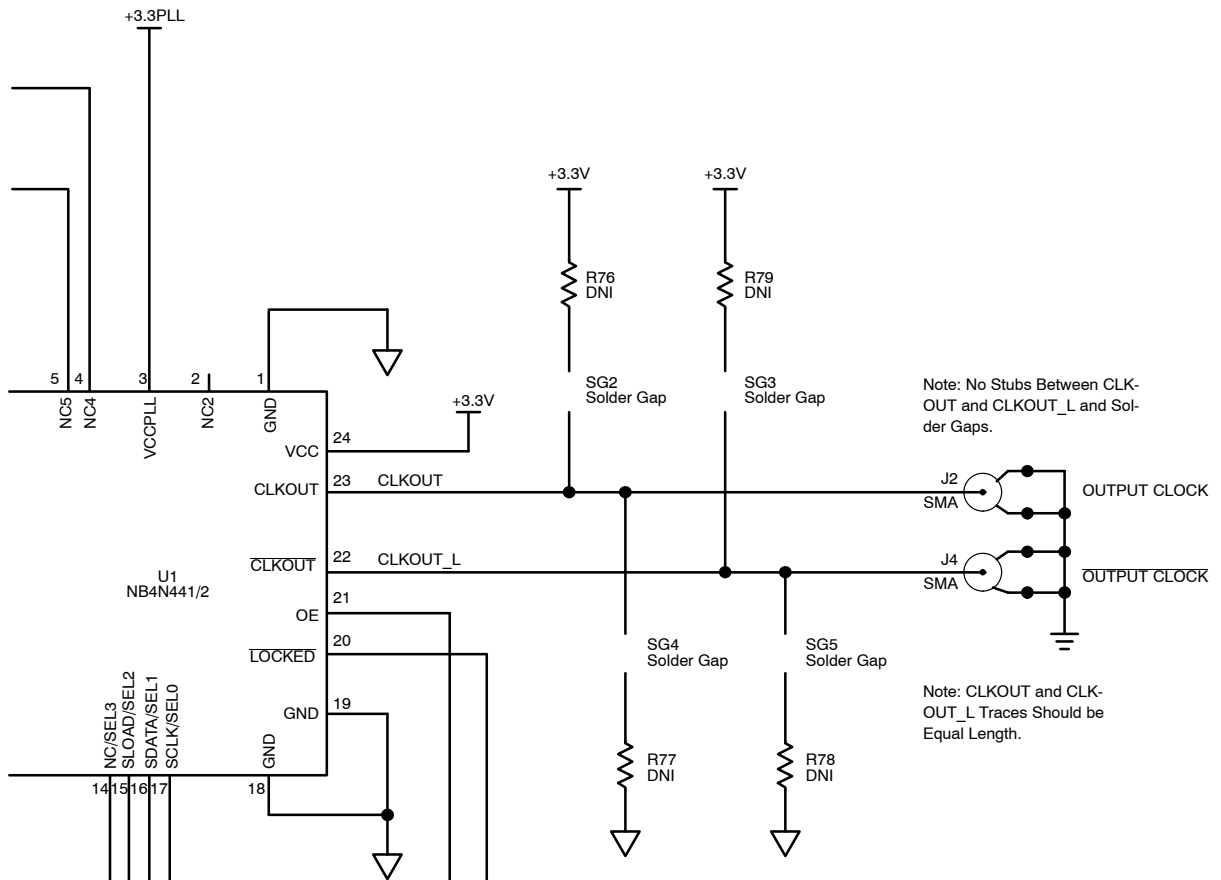 +3.3PLL
+3.3V
+3.3V
R76
DNI
R79
DNI
SG2
Solder Gap
SG3
Solder Gap
5
4
3
2
1
NC5
NC4
VCCPLL
NC2
GND
+3.3V
VCC
24
CLKOUT
23
CLKOUT
CLKOUT
22
CLKOUT_L
U1
NB4N441/2
OE
21
LOCKED
20
GND
19
NC/SEL3
SLOAD/SEL2
SDATA/SEL1
SCLK/SEL0
GND
14
15
16
17
18
Note: No Stubs Between CLK-
OUT and CLKOUT_L and Sol-
der Gaps.
J2
SMA
OUTPUT CLOCK
J4
SMA
OUTPUT CLOCK
SG4
Solder Gap
SG5
Solder Gap
Note: CLKOUT and CLK-
OUT_L Traces Should be
Equal Length.
R77
DNI
R78
DNI